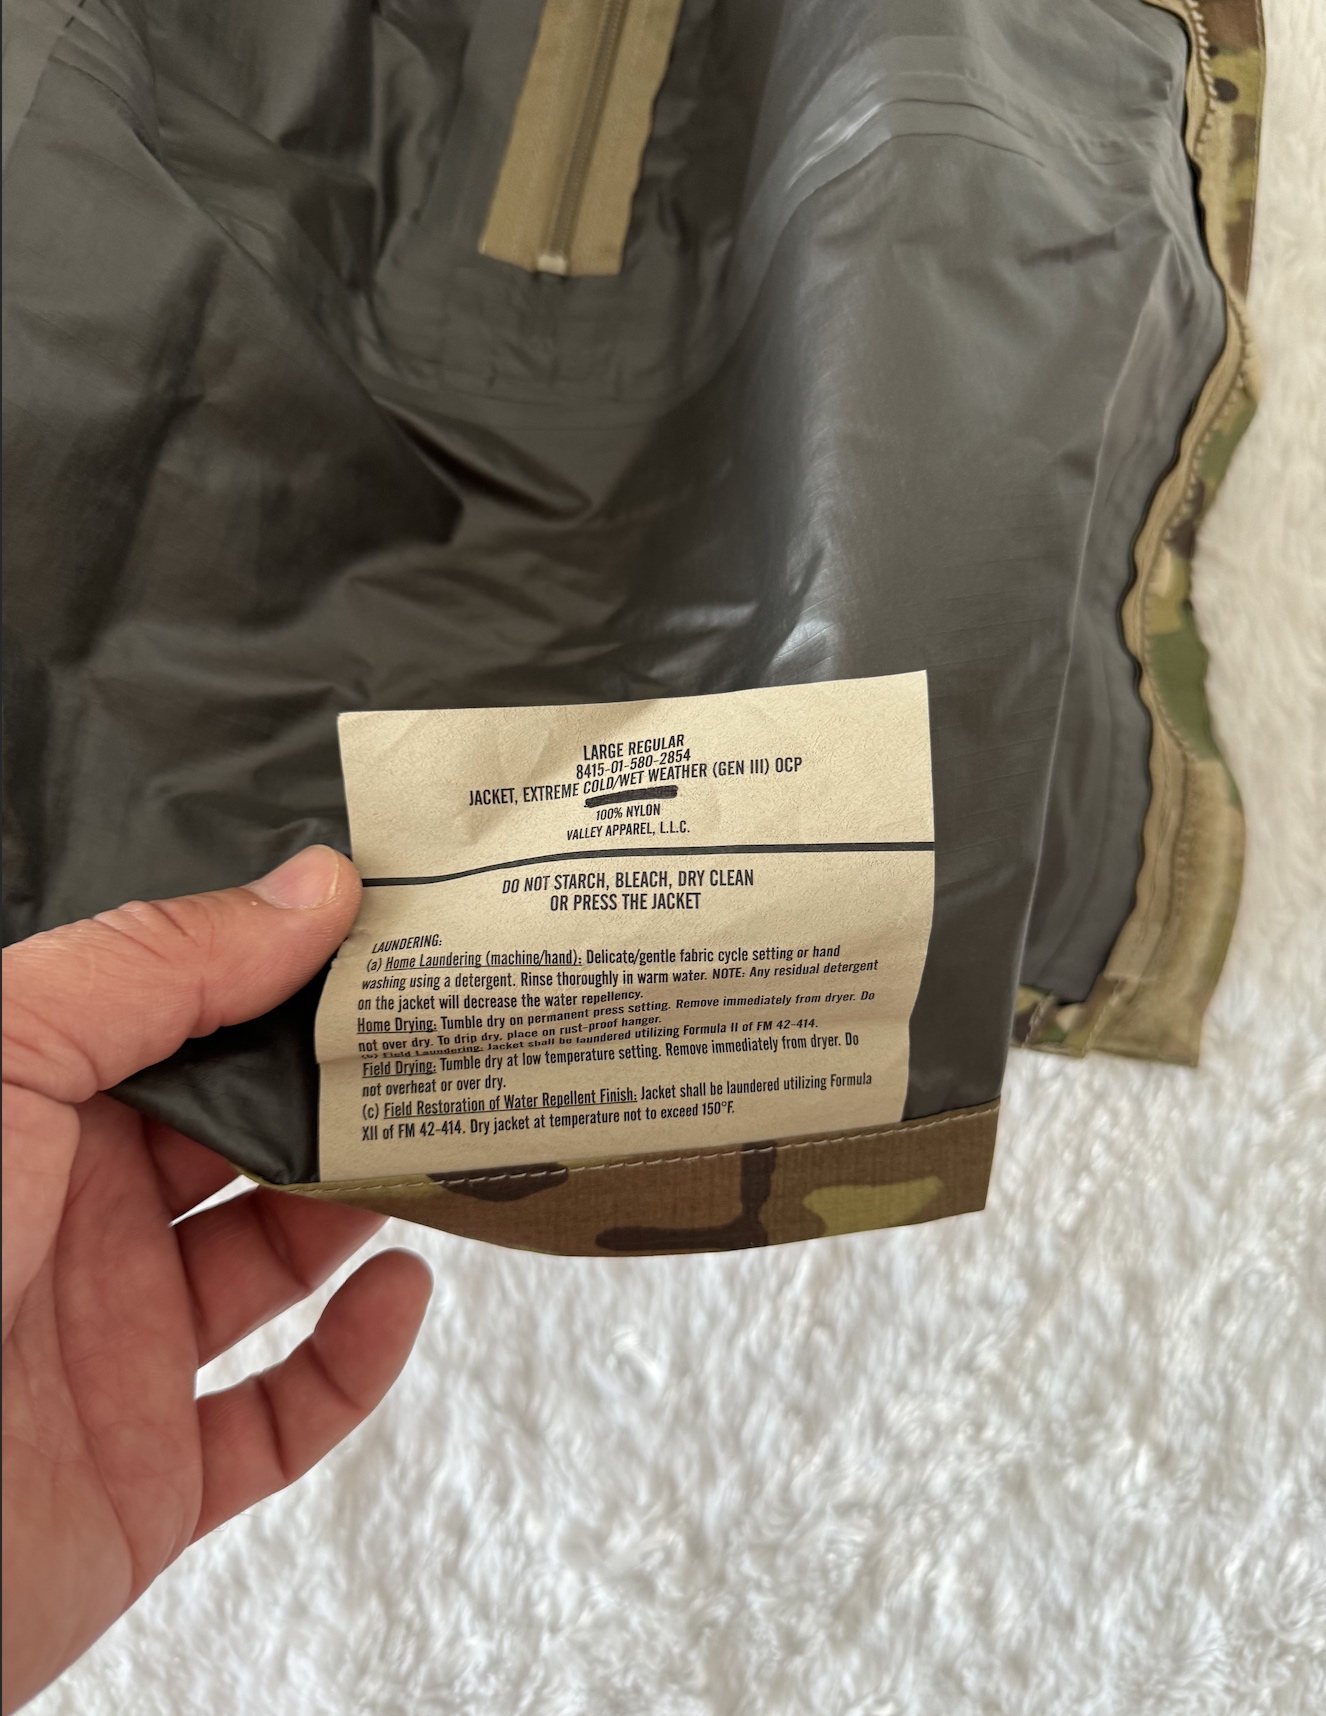 LARGE REGULAR
8415-01-580-2854
JACKET, EXTREME COLD/WET WEATHER (GEN III) OCP
100% NYLON
VALLEY APPAREL, L.L.C.
DO NOT STARCH, BLEACH, DRY CLEAN
OR PRESS THE JACKET
LAUNDERING:
(a) Home Laundering (machine/hand): Delicate/gentle fabric cycle setting or hand
washing using a detergent. Rinse thoroughly in warm water. NOTE: Any residual detergent
on the jacket will decrease the water repellency.
Home Drying: Tumble dry on permanent press setting. Remove immediately from dryer. Do
not over dry. To drip dry, place on rust-proof hanger.
(b) Field Laundering: Jacket shall be laundered utilizing Formula II of FM 42-414.
Field Drying: Tumble dry at low temperature setting. Remove immediately from dryer. Do
not overheat or over dry.
(c) Field Restoration of Water Repellent Finish: Jacket shall be laundered utilizing Formula
XII of FM 42-414. Dry jacket at temperature not to exceed 150°F.